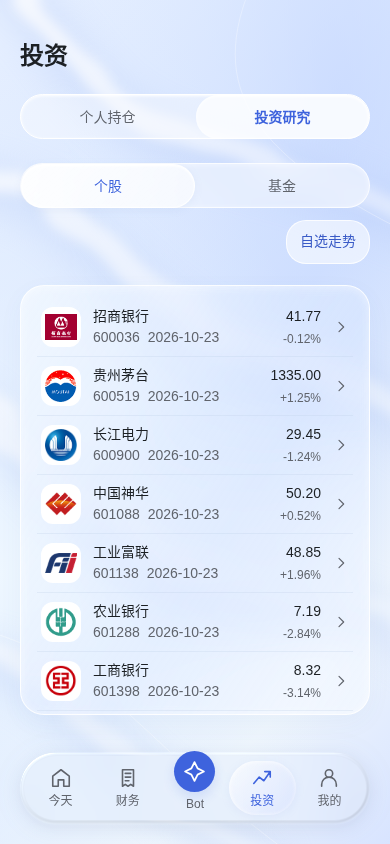 投资
个人持仓 投资研究
个股 基金
自选走势
招商银行 41.77
600036 2026-10-23 -0.12%
贵州茅台 1335.00
600519 2026-10-23 +1.25%
长江电力 29.45
600900 2026-10-23 -1.24%
中国神华 50.20
601088 2026-10-23 +0.52%
工业富联 48.85
601138 2026-10-23 +1.96%
农业银行 7.19
601288 2026-10-23 -2.84%
工商银行 8.32
601398 2026-10-23 -3.14%
今天 财务 Bot 投资 我的